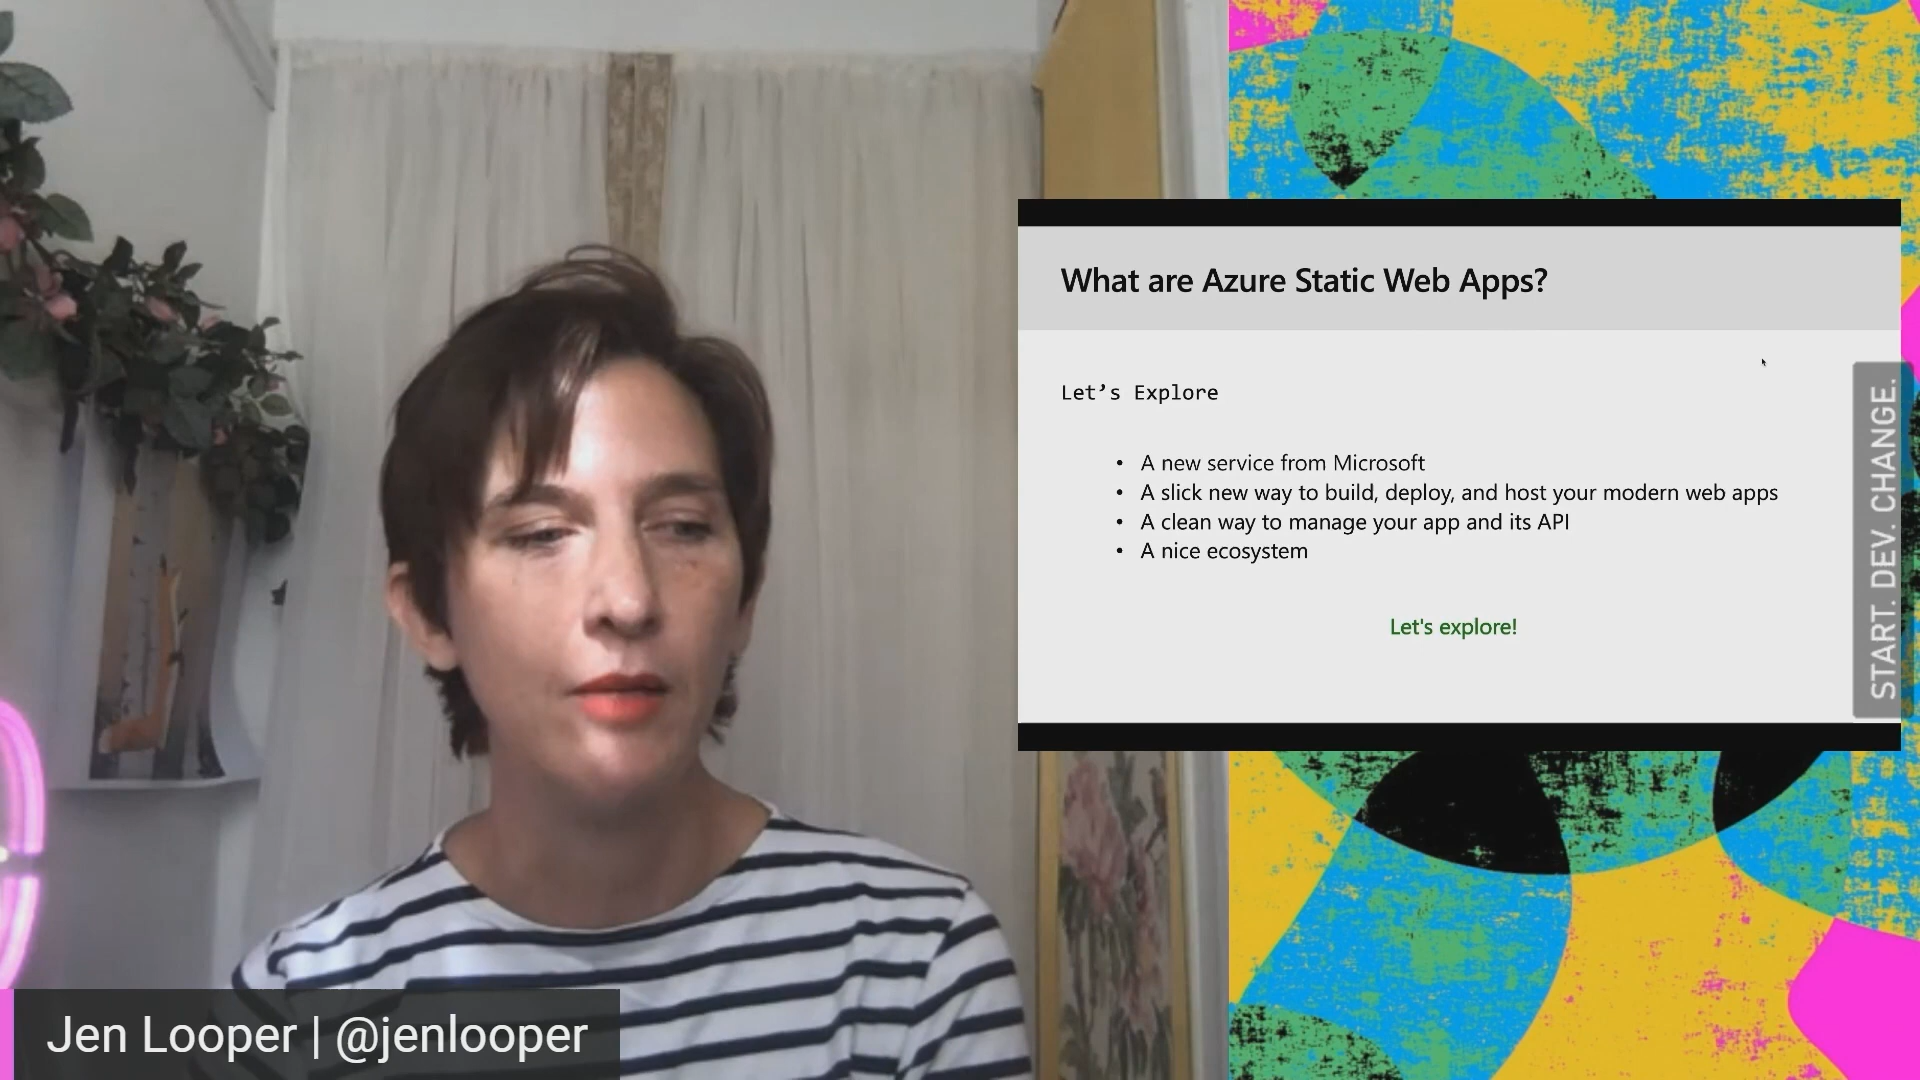 What are Azure Static Web Apps?
Let’s Explore
• A new service from Microsoft
• A slick new way to build, deploy, and host your modern web apps
• A clean way to manage your app and its API
• A nice ecosystem
Let's explore!
START. DEV. CHANGE.
Jen Looper | @jenlooper